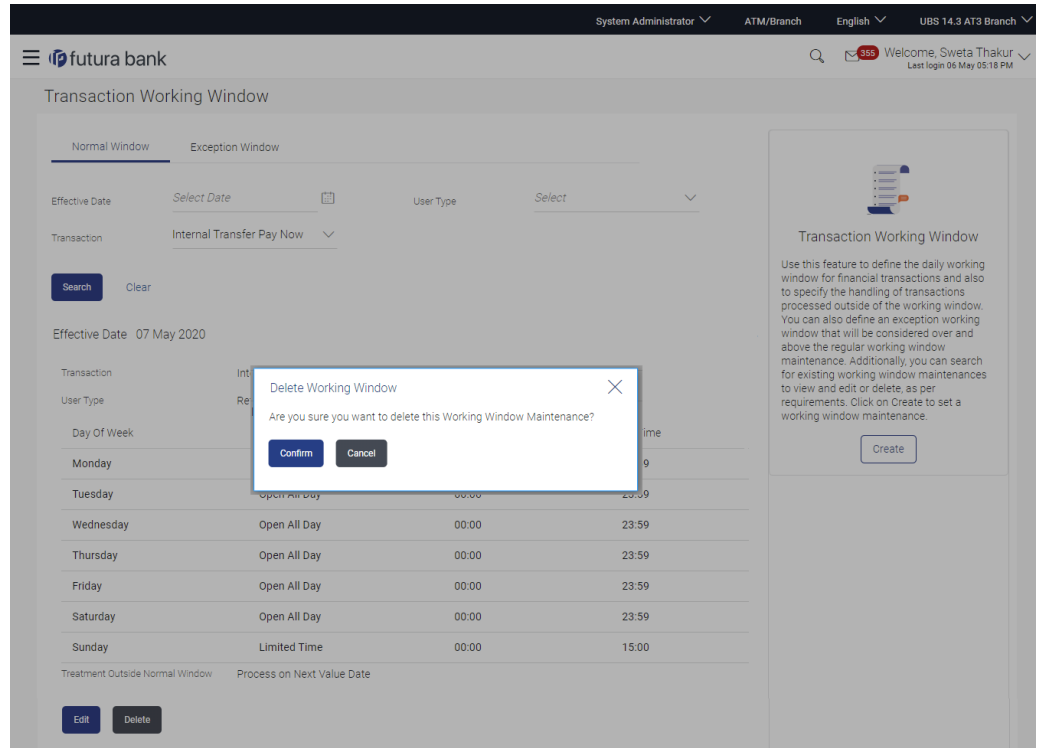 System Administrator ATM/Branch English UBS 14.3 AT3 Branch
futura bank 355 Welcome, Sweta Thakur
Last login 06 May 05:18 PM
Transaction Working Window
Normal Window Exception Window
Effective Date Select Date User Type Select
Transaction Internal Transfer Pay Now
Search Clear
Effective Date 07 May 2020
Transaction
User Type
Day Of Week
Monday
Tuesday Open All Day 00:00 23:59
Wednesday Open All Day 00:00 23:59
Thursday Open All Day 00:00 23:59
Friday Open All Day 00:00 23:59
Saturday Open All Day 00:00 23:59
Sunday Limited Time 00:00 15:00
Treatment Outside Normal Window Process on Next Value Date
Edit Delete
Delete Working Window
Are you sure you want to delete this Working Window Maintenance?
Confirm Cancel
Transaction Working Window
Use this feature to define the daily working
window for financial transactions and also
to specify the handling of transactions
processed outside of the working window.
You can also define an exception working
window that will be considered over and
above the regular working window
maintenance. Additionally, you can search
for existing working window maintenances
to view and edit or delete, as per
requirements. Click on Create to set a
working window maintenance.
Create